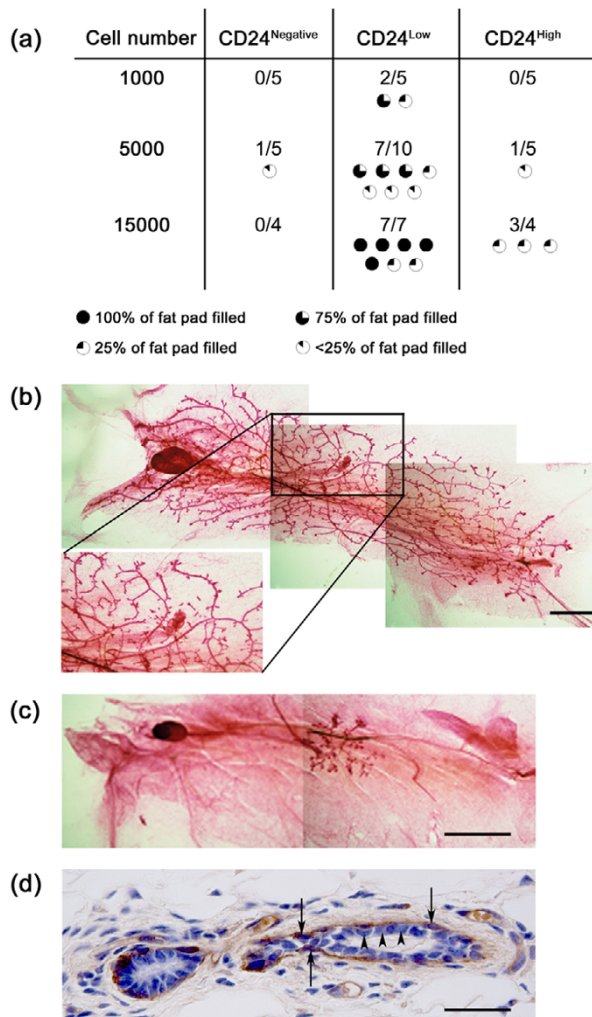 (a)
Cell number CD24Negative CD24Low CD24High
1000 0/5 2/5 0/5
5000 1/5 7/10 1/5
15000 0/4 7/7 3/4
100% of fat pad filled 75% of fat pad filled
25% of fat pad filled <25% of fat pad filled
(b)
(c)
(d)